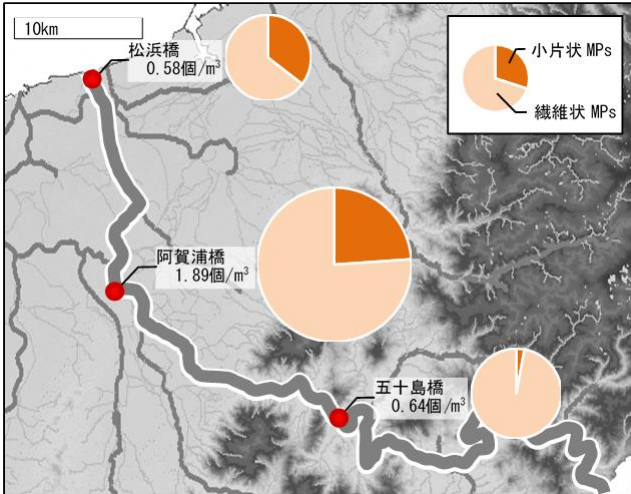 10km
松浜橋
0.58個/m³
小片状 MPs
繊維状 MPs
阿賀浦橋
1.89個/m³
五十島橋
0.64個/m³